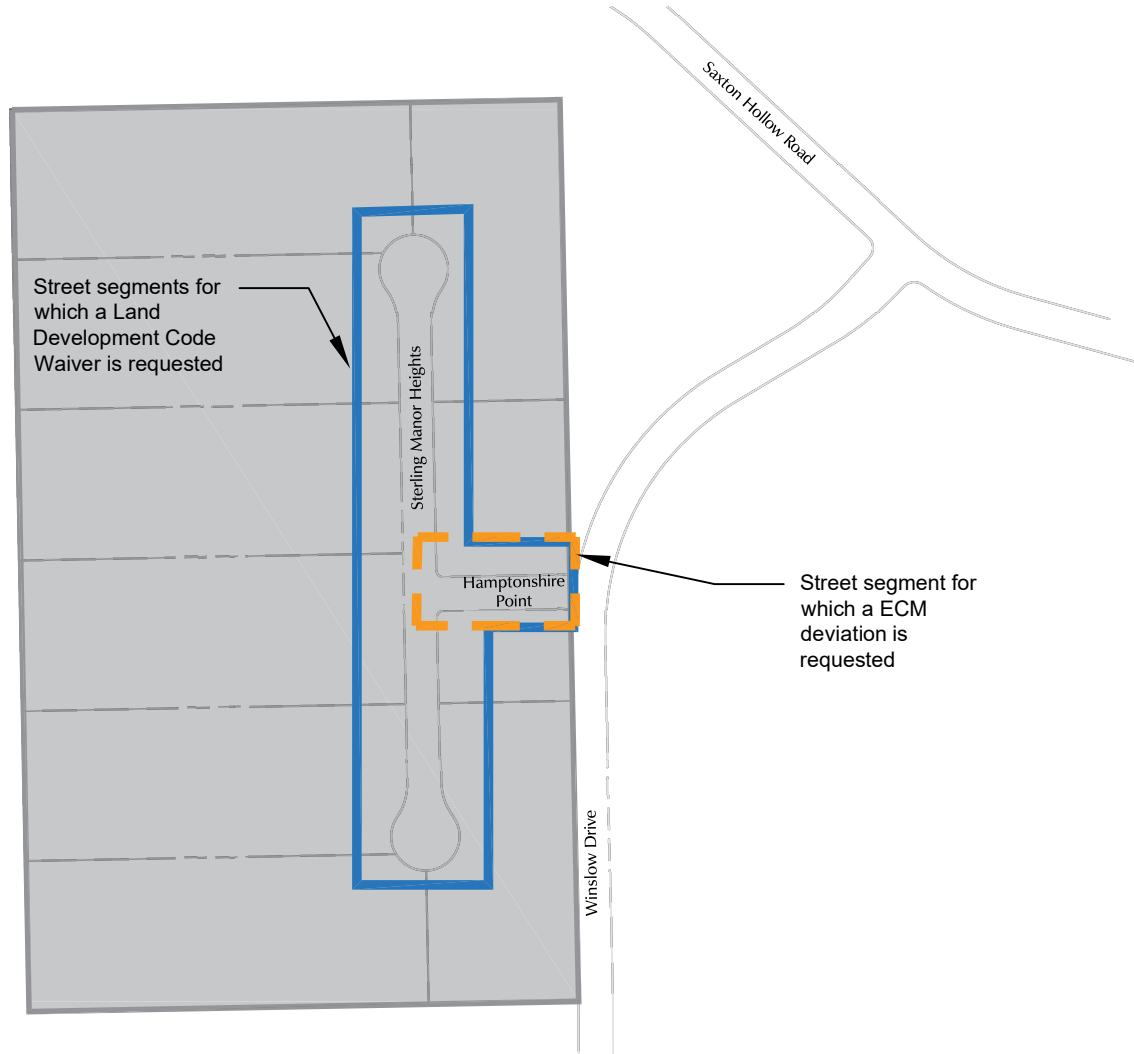 Saxton Hollow Road
Street segments for
which a Land
Development Code
Waiver is requested
Sterling Manor Heights
Hamptonshire
Point
Street segment for
which a ECM
deviation is
requested
Winslow Drive